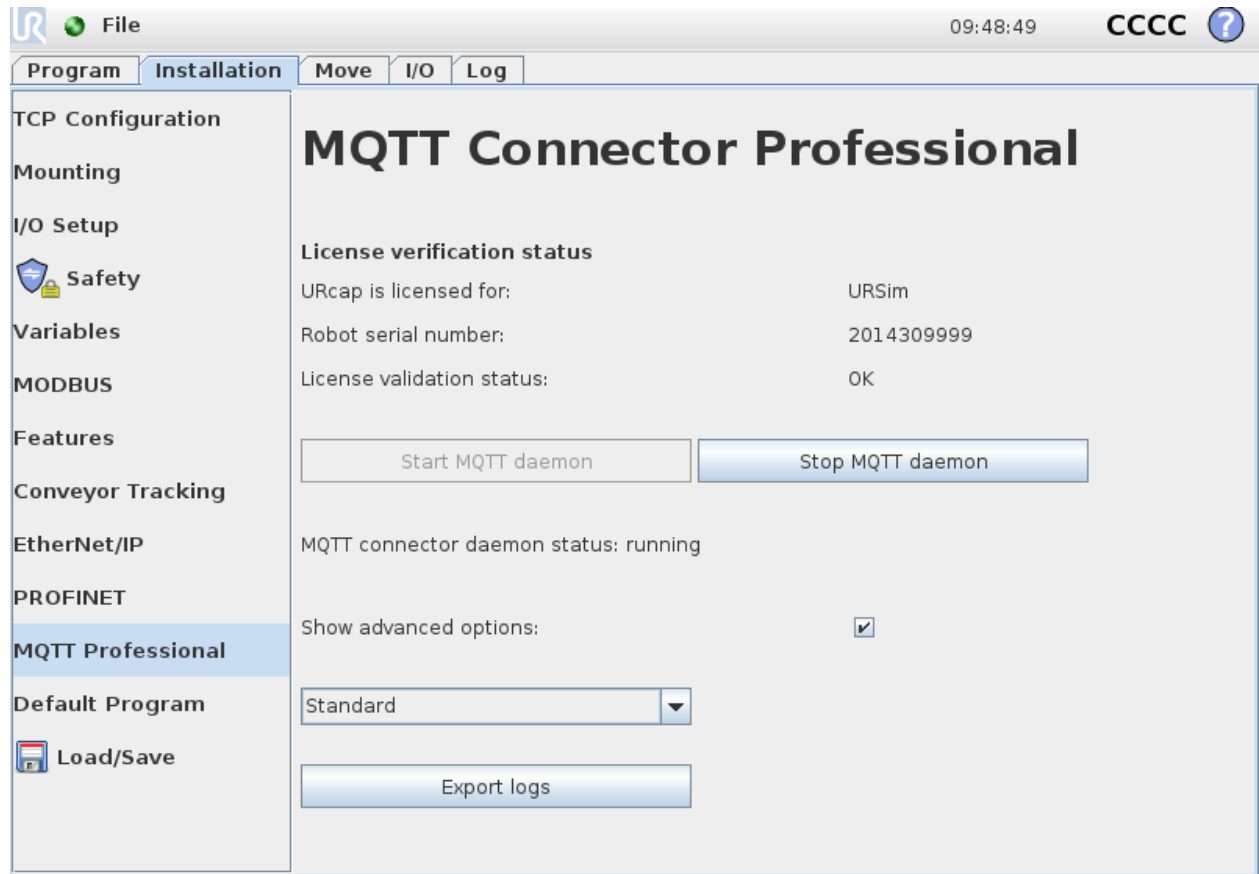 UR File 09:48:49 CCCC ?
Program Installation Move I/O Log
TCP Configuration
Mounting
I/O Setup
Safety
Variables
MODBUS
Features
Conveyor Tracking
EtherNet/IP
PROFINET
MQTT Professional
Default Program
Load/Save
MQTT Connector Professional
License verification status
URcap is licensed for: URSim
Robot serial number: 2014309999
License validation status: OK
Start MQTT daemon Stop MQTT daemon
MQTT connector daemon status: running
Show advanced options:
Standard
Export logs